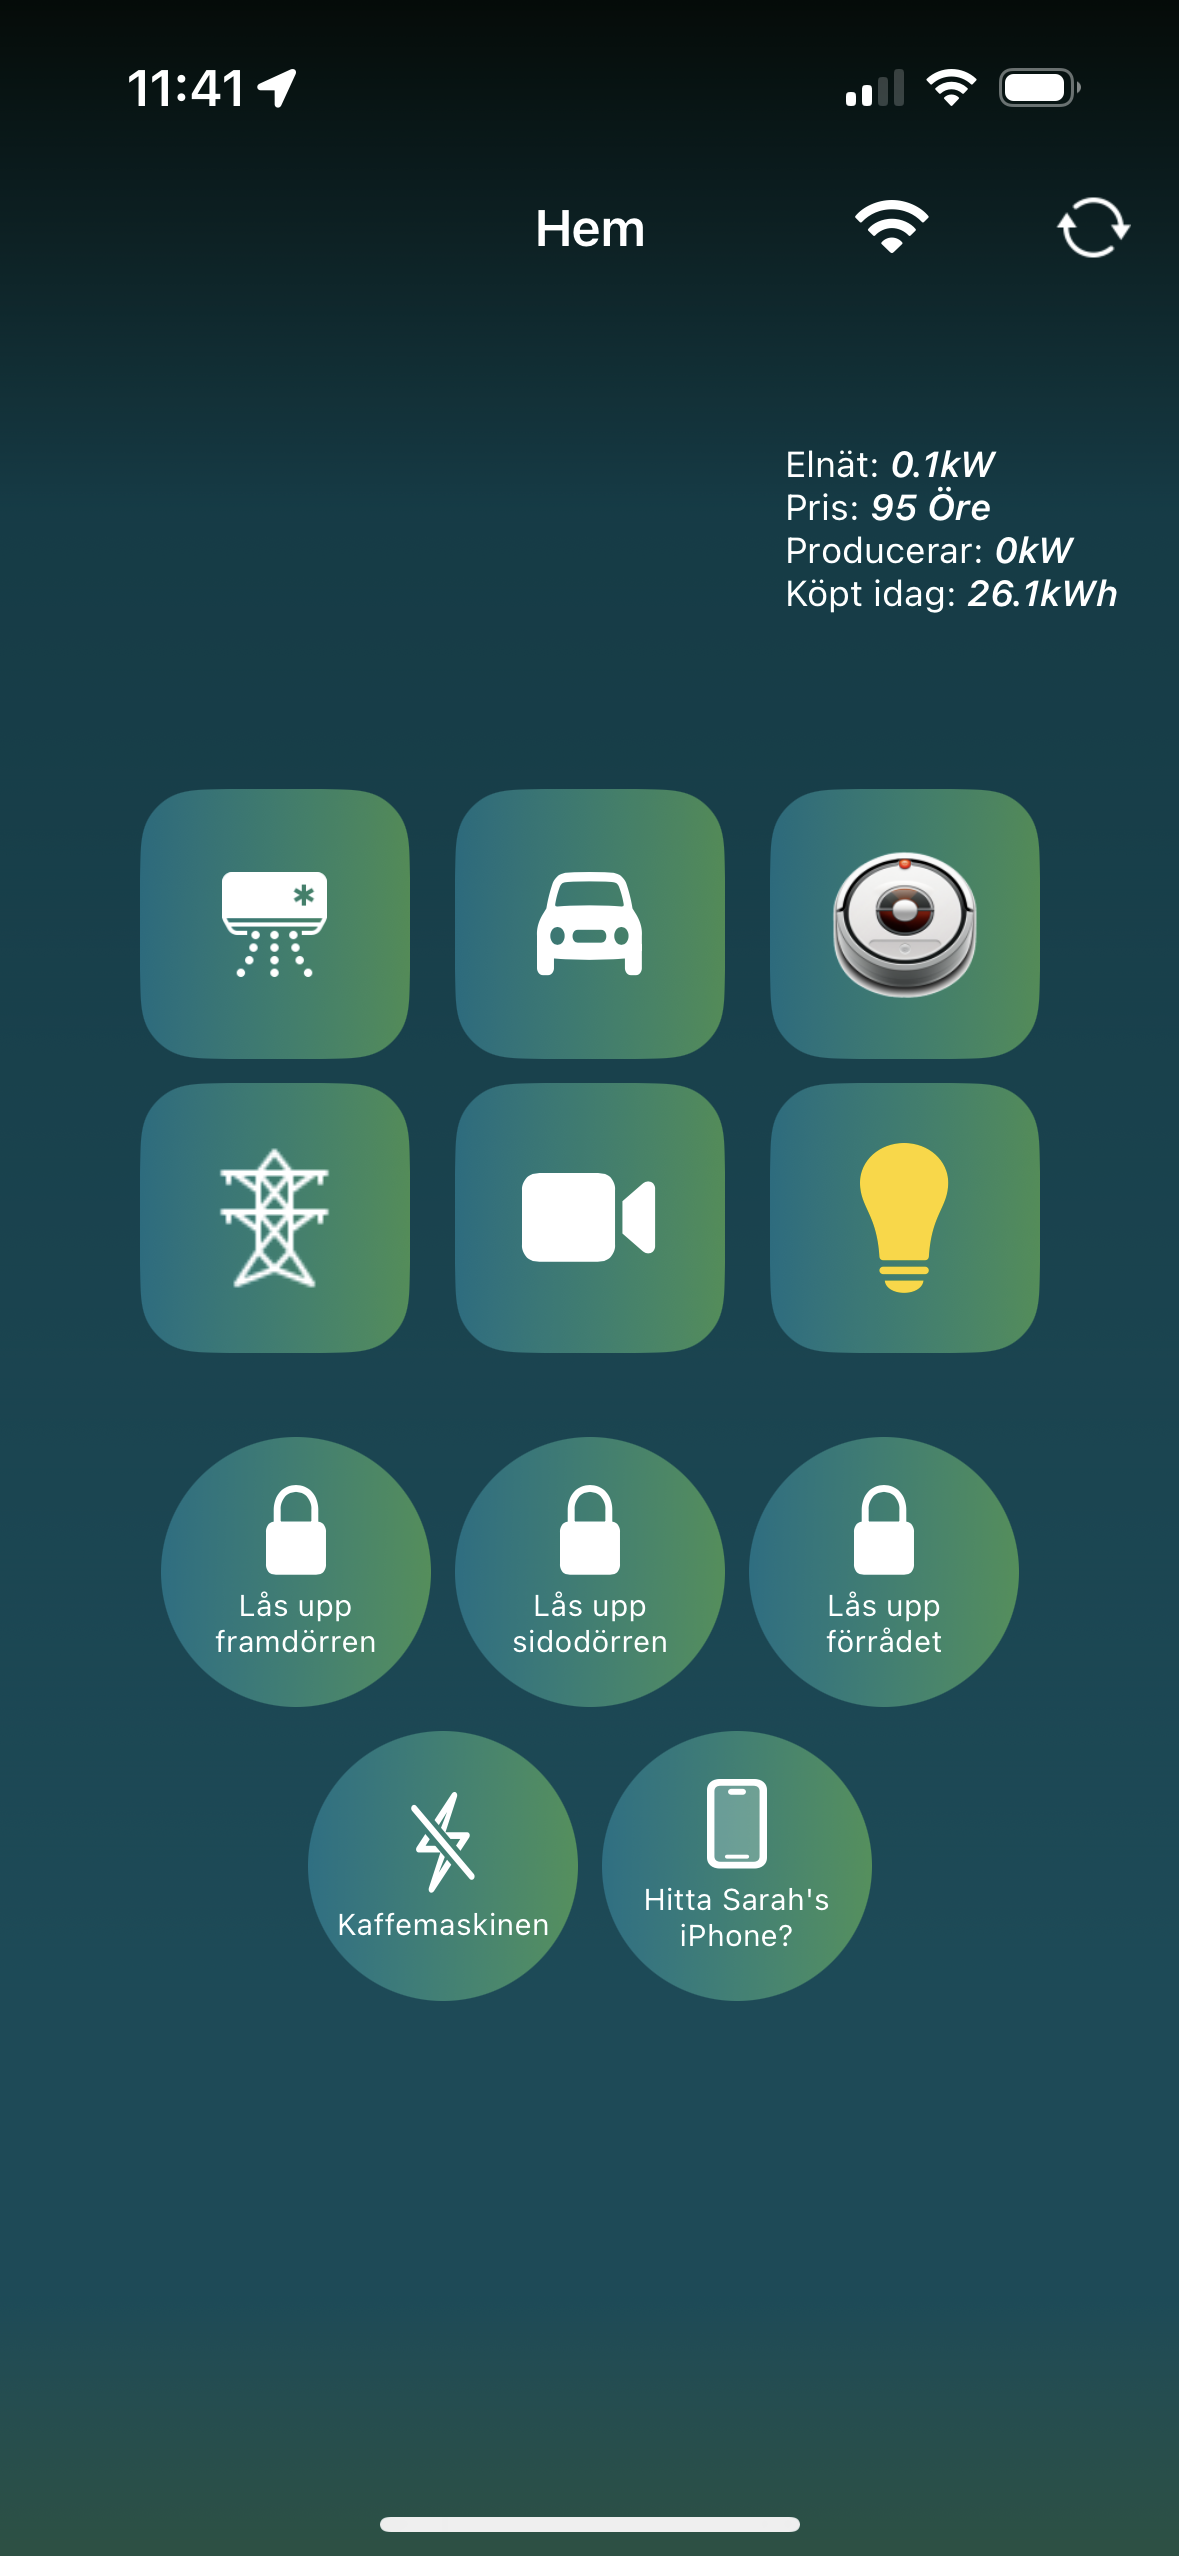 11:41
Hem
Elnät: 0.1kW
Pris: 95 Öre
Producerar: 0kW
Köpt idag: 26.1kWh
Lås upp
framdörren
Lås upp
sidodörren
Lås upp
förrådet
Kaffemaskinen
Hitta Sarah's
iPhone?